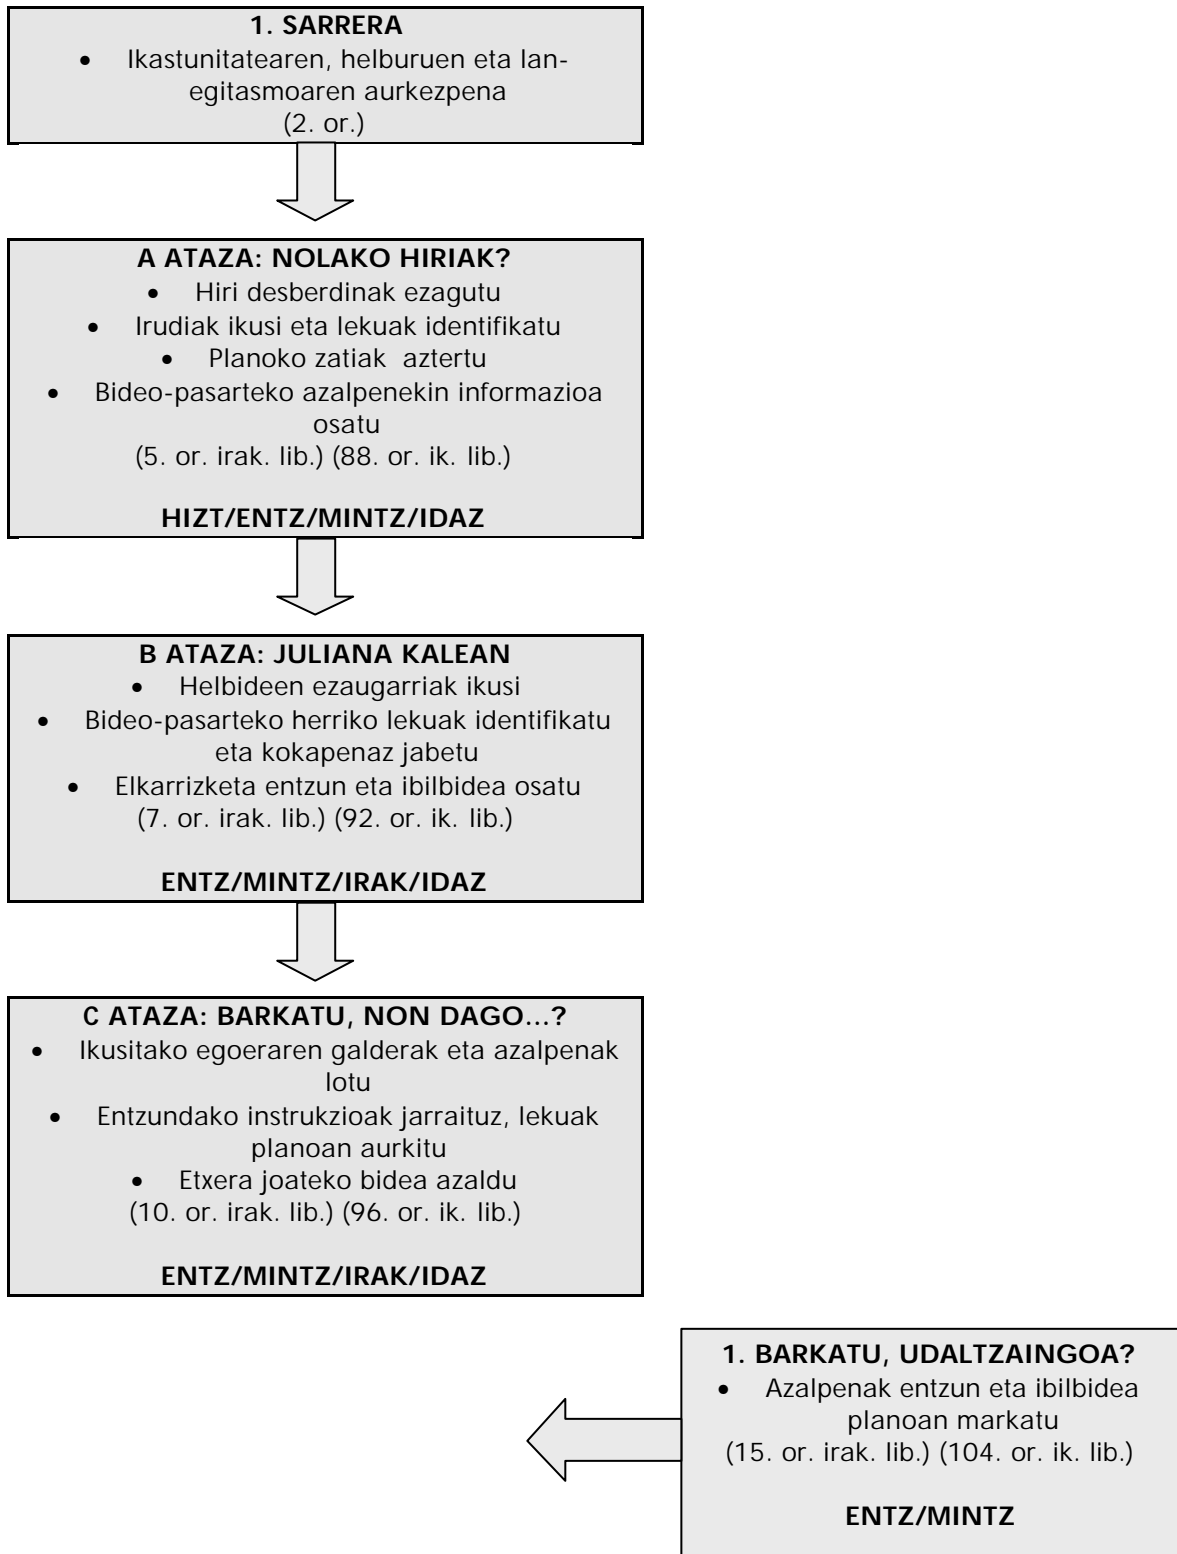 1. SARRERA
• Ikastunitatearen, helburuen eta lan-
egitasmoaren aurkezpena
(2. or.)
A ATAZA: NOLAKO HIRIAK?
• Hiri desberdinak ezagutu
• Irudiak ikusi eta lekuak identifikatu
• Planoko zatiak aztertu
• Bideo-pasarteko azalpenekin informazioa
osatu
(5. or. irak. lib.) (88. or. ik. lib.)
HIZT/ENTZ/MINTZ/IDAZ
B ATAZA: JULIANA KALEAN
• Helbideen ezaugarriak ikusi
• Bideo-pasarteko herriko lekuak identifikatu
eta kokapenaz jabetu
• Elkarrizketa entzun eta ibilbidea osatu
(7. or. irak. lib.) (92. or. ik. lib.)
ENTZ/MINTZ/IRAK/IDAZ
C ATAZA: BARKATU, NON DAGO...?
• Ikusitako egoeraren galderak eta azalpenak
lotu
• Entzundako instrukzioak jarraituz, lekuak
planoan aurkitu
• Etxera joateko bidea azaldu
(10. or. irak. lib.) (96. or. ik. lib.)
ENTZ/MINTZ/IRAK/IDAZ
1. BARKATU, UDALTZAINGOA?
• Azalpenak entzun eta ibilbidea
planoan markatu
(15. or. irak. lib.) (104. or. ik. lib.)
ENTZ/MINTZ